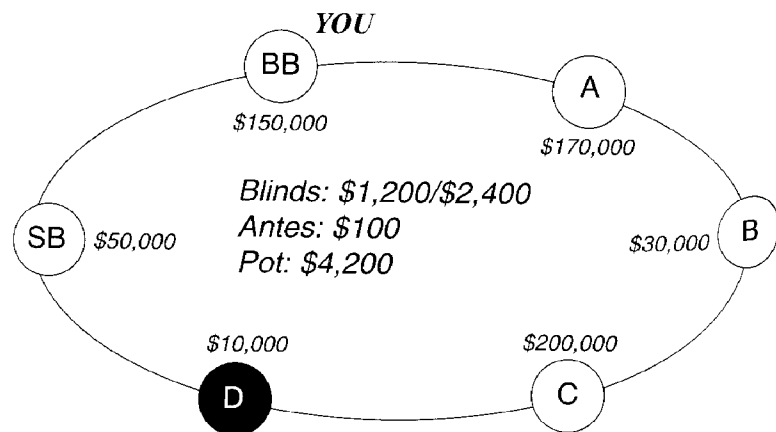 YOU
BB
A
$150,000
$170,000
Blinds: $1,200/$2,400
Antes: $100
Pot: $4,200
SB
$50,000
$30,000
B
$10,000
$200,000
D
C